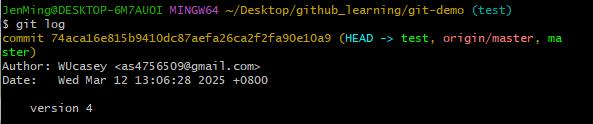 JenMing@DESKTOP-6M7AUOI MINGW64 ~/Desktop/github_learning/git-demo (test)
$ git log
commit 74aca16e815b9410dc87aefa26ca2f2fa90e10a9 (HEAD -> test, origin/master, ma
ster)
Author: WUcasey <as4756509@gmail.com>
Date:   Wed Mar 12 13:06:28 2025 +0800
    version 4